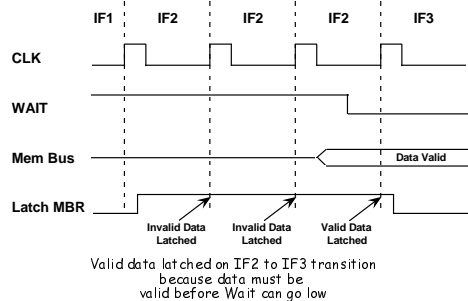 IF1 IF2 IF2 IF2 IF3
CLK
WAIT
Mem Bus Data Valid
Latch MBR
Invalid Data Invalid Data Valid Data
Latched Latched Latched
Valid data latched on IF2 to IF3 transition
because data must be
valid before Wait can go low